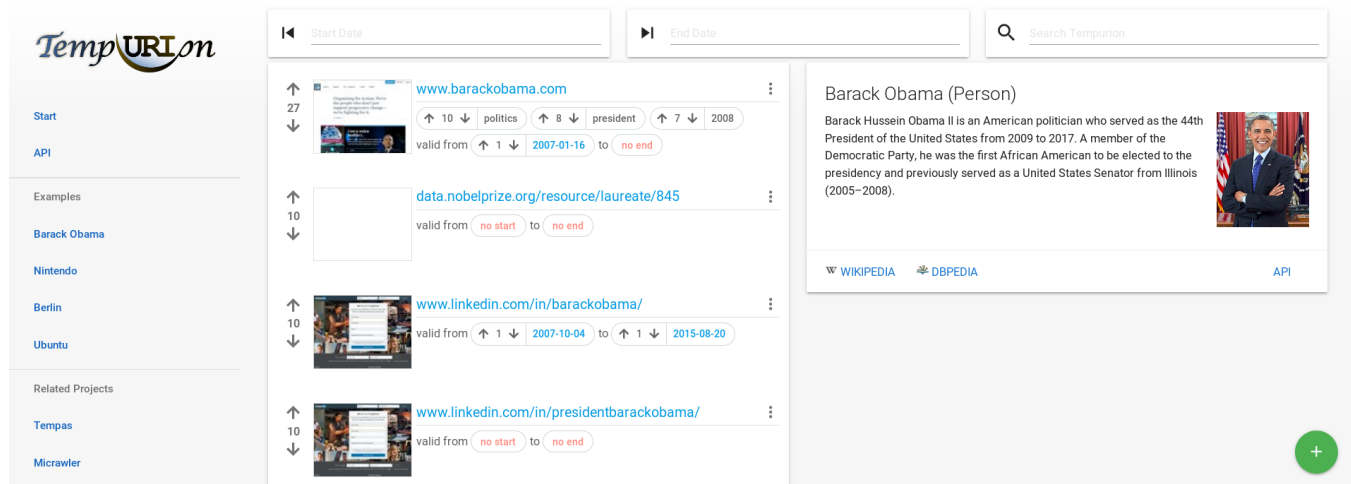 TempURIon
Start
API
Examples
Barack Obama
Nintendo
Berlin
Ubuntu
Related Projects
Tempas
Micrawler
Start Date
End Date
Search Tempurion
27
www.barackobama.com
10 politics 8 president 7 2008
valid from 1 2007-01-16 to no end
10
data.nobelprize.org/resource/laureate/845
valid from no start to no end
10
www.linkedin.com/in/barackobama/
valid from 1 2007-10-04 to 1 2015-08-20
10
www.linkedin.com/in/presidentbarackobama/
valid from no start to no end
Barack Obama (Person)
Barack Hussein Obama II is an American politician who served as the 44th
President of the United States from 2009 to 2017. A member of the
Democratic Party, he was the first African American to be elected to the
presidency and previously served as a United States Senator from Illinois
(2005–2008).
W WIKIPEDIA DBPEDIA API
+